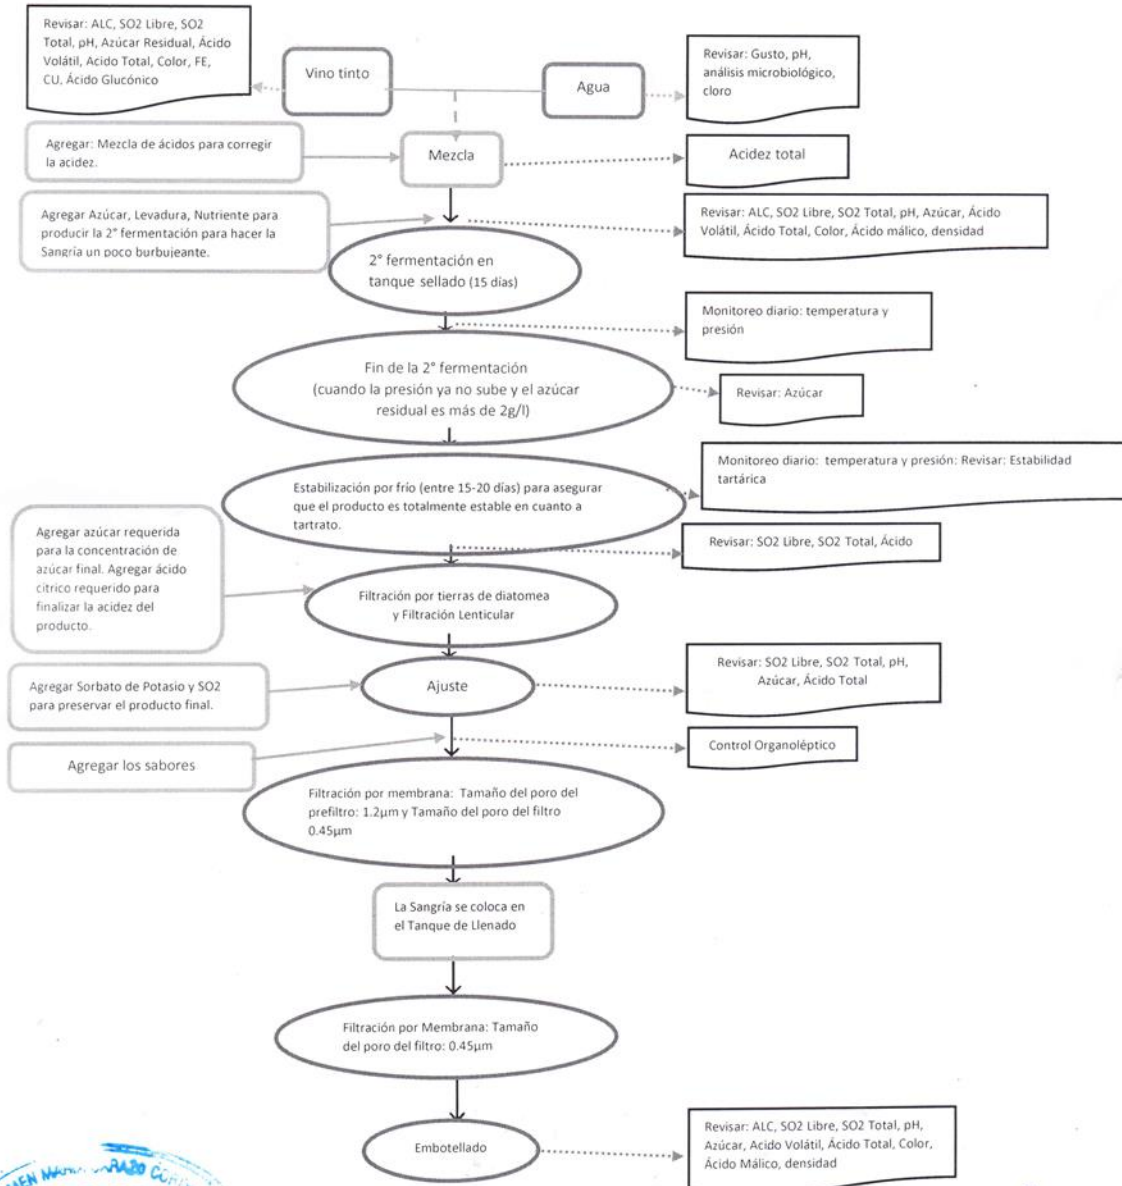 Revisar: ALC, SO2 Libre, SO2
Total, pH, Azúcar Residual, Ácido
Volátil, Acido Total, Color, FE,
CU, Ácido Glucónico
Vino tinto
Agua
Revisar: Gusto, pH,
análisis microbiológico,
cloro
Agregar: Mezcla de ácidos para corregir
la acidez.
Mezcla
Acidez total
Agregar Azúcar, Levadura, Nutriente para
producir la 2° fermentación para hacer la
Sangría un poco burbujeante.
Revisar: ALC, SO2 Libre, SO2 Total, pH, Azúcar, Ácido
Volátil, Ácido Total, Color, Ácido málico, densidad
2° fermentación en
tanque sellado (15 días)
Monitoreo diario: temperatura y
presión
Fin de la 2° fermentación
(cuando la presión ya no sube y el azúcar
residual es más de 2g/l)
Revisar: Azúcar
Monitoreo diario: temperatura y presión: Revisar: Estabilidad
tartárica
Estabilización por frío (entre 15-20 días) para asegurar
que el producto es totalmente estable en cuanto a
tartrato.
Revisar: SO2 Libre, SO2 Total, Ácido
Agregar azúcar requerida
para la concentración de
azúcar final. Agregar ácido
cítrico requerido para
finalizar la acidez del
producto.
Filtración por tierras de diatomea
y Filtración Lenticular
Agregar Sorbato de Potasio y SO2
para preservar el producto final.
Ajuste
Revisar: SO2 Libre, SO2 Total, pH,
Azúcar, Ácido Total
Agregar los sabores
Control Organoléptico
Filtración por membrana: Tamaño del poro del
prefiltro: 1.2µm y Tamaño del poro del filtro
0.45µm
La Sangría se coloca en
el Tanque de Llenado
Filtración por Membrana: Tamaño
del poro del filtro: 0.45µm
Embotellado
Revisar: ALC, SO2 Libre, SO2 Total, pH,
Azúcar, Acido Volátil, Ácido Total, Color,
Ácido Málico, densidad